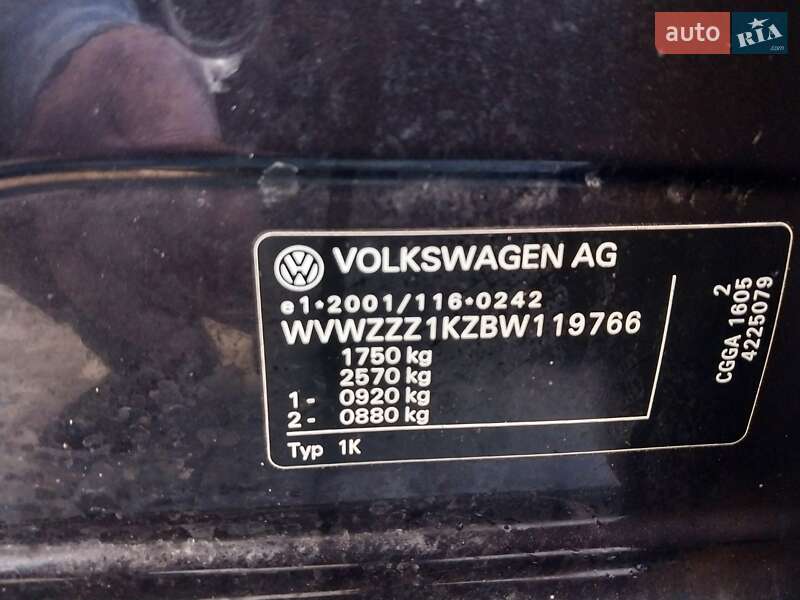 auto RIA.com
VOLKSWAGEN AG
e1*2001/116*0242
WVWZZZ1KZBW119766
1750 kg
2570 kg
1- 0920 kg
2- 0880 kg
Typ 1K
2
CGGA 1605
4225079